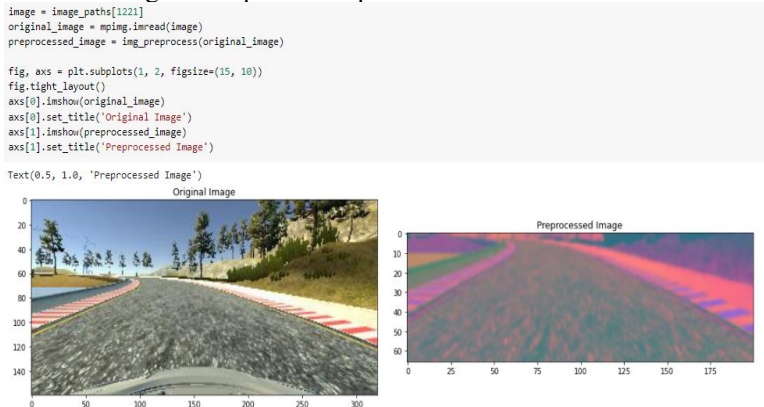 image = image_paths[1221]
original_image = mpimg.imread(image)
preprocessed_image = img_preprocess(original_image)
fig, axs = plt.subplots(1, 2, figsize=(15, 10))
fig.tight_layout()
axs[0].imshow(original_image)
axs[0].set_title('Original Image')
axs[1].imshow(preprocessed_image)
axs[1].set_title('Preprocessed Image')
Text(0.5, 1.0, 'Preprocessed Image')
Original Image
0
20
40
60
80
100
120
140
0 50 100 150 200 250 300
Preprocessed Image
0
10
20
30
40
50
60
0 25 50 75 100 125 150 175